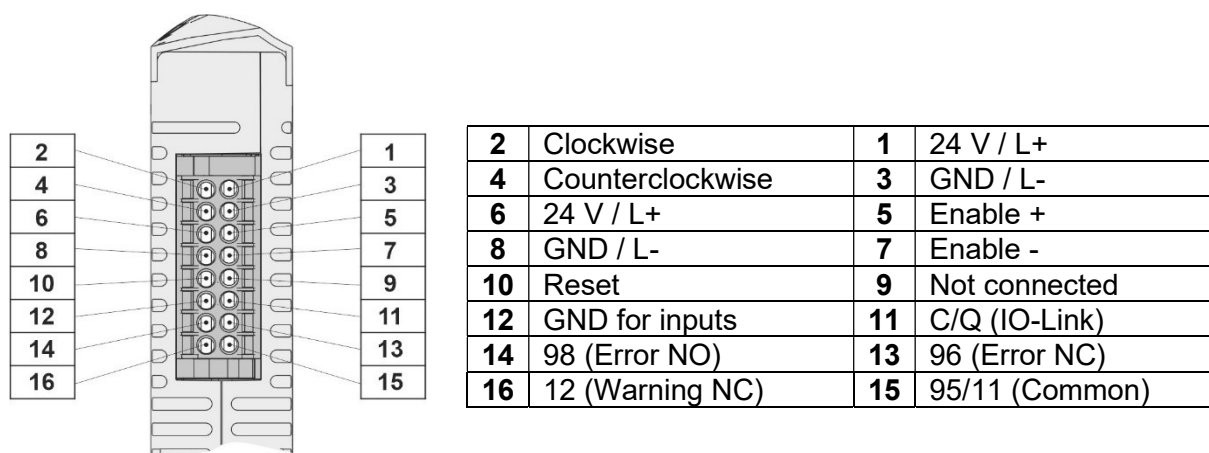 2
4
6
8
10
12
14
16
1
3
5
7
9
11
13
15
2 Clockwise 1 24 V / L+
4 Counterclockwise 3 GND / L-
6 24 V / L+ 5 Enable +
8 GND / L- 7 Enable -
10 Reset 9 Not connected
12 GND for inputs 11 C/Q (IO-Link)
14 98 (Error NO) 13 96 (Error NC)
16 12 (Warning NC) 15 95/11 (Common)